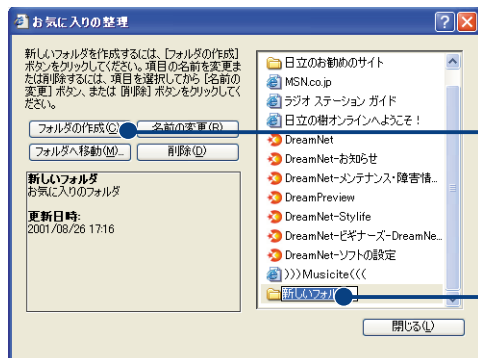 お気に入りの整理
新しいフォルダを作成するには、[フォルダの作成]
ボタンをクリックしてください。項目の名前を変更ま
たは削除するには、項目を選択してから [名前の
変更] ボタン、または [削除] ボタンをクリックしてく
ださい。
フォルダの作成(C) 名前の変更(R)
フォルダへ移動(M)... 削除(D)
新しいフォルダ
お気に入りのフォルダ
更新日時:
2001/08/26 17:16
日立のお勧めのサイト
MSN.co.jp
ラジオ ステーション ガイド
日立の樹オンラインへようこそ!
DreamNet
DreamNet-お知らせ
DreamNet-メンテナンス・障害情...
DreamPreview
DreamNet-Stylife
DreamNet-ビギナーズ-DreamNe...
DreamNet-ソフトの設定
)))Musicite(((
新しいフォル
閉じる(L)